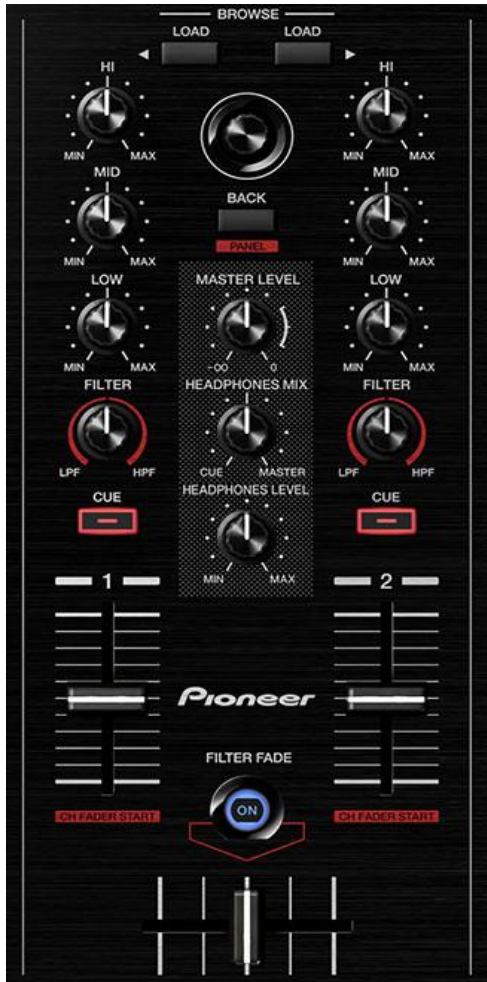 BROWSE
LOAD LOAD
HI HI
MIN MAX MIN MAX
MID MID
BACK
PANEL
MIN MAX MIN MAX
LOW MASTER LEVEL LOW
MIN MAX -∞ 0 MIN MAX
FILTER HEADPHONES MIX FILTER
LPF HPF CUE MASTER LPF HPF
CUE HEADPHONES LEVEL CUE
MIN MAX
1 2
Pioneer
FILTER FADE
ON
CH FADER START CH FADER START